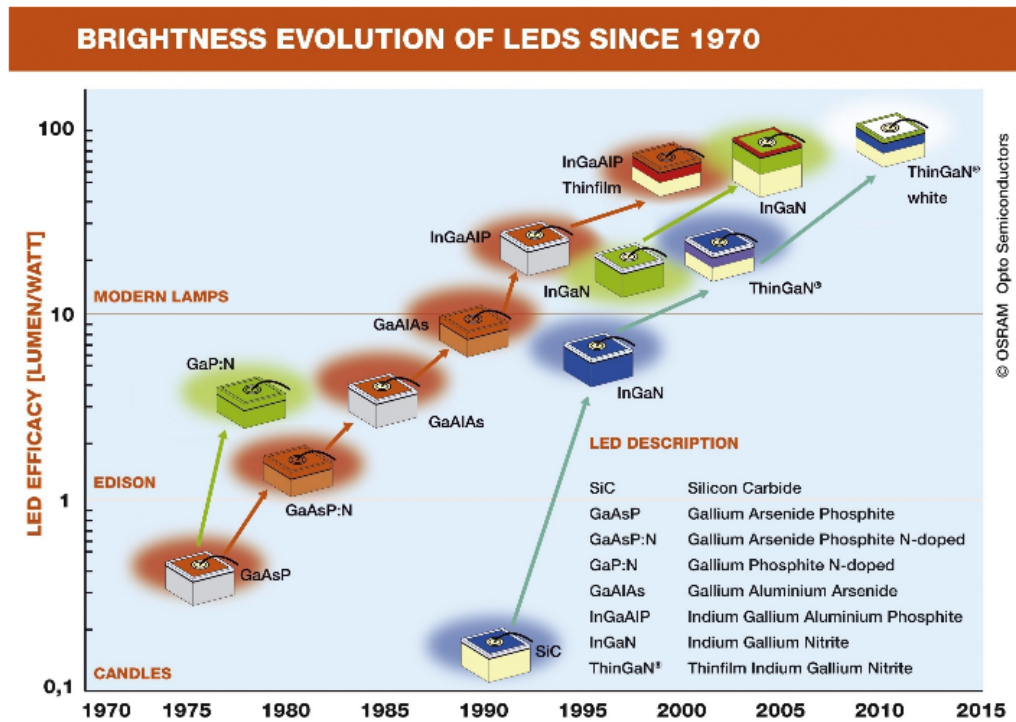 BRIGHTNESS EVOLUTION OF LEDS SINCE 1970
LED EFFICACY [LUMEN/WATT]
100
10
1
0,1
MODERN LAMPS
EDISON
CANDLES
GaP:N
GaAsP
GaAsP:N
GaAlAs
GaAlAs
InGaAlP
InGaAlP
Thinfilm
InGaN
InGaN
InGaN
ThinGaN®
ThinGaN®
white
SiC
LED DESCRIPTION
SiC Silicon Carbide
GaAsP Gallium Arsenide Phosphite
GaAsP:N Gallium Arsenide Phosphite N-doped
GaP:N Gallium Phosphite N-doped
GaAlAs Gallium Aluminium Arsenide
InGaAlP Indium Gallium Aluminium Phosphite
InGaN Indium Gallium Nitrite
ThinGaN® Thinfilm Indium Gallium Nitrite
1970 1975 1980 1985 1990 1995 2000 2005 2010 2015
© OSRAM Opto Semiconductors